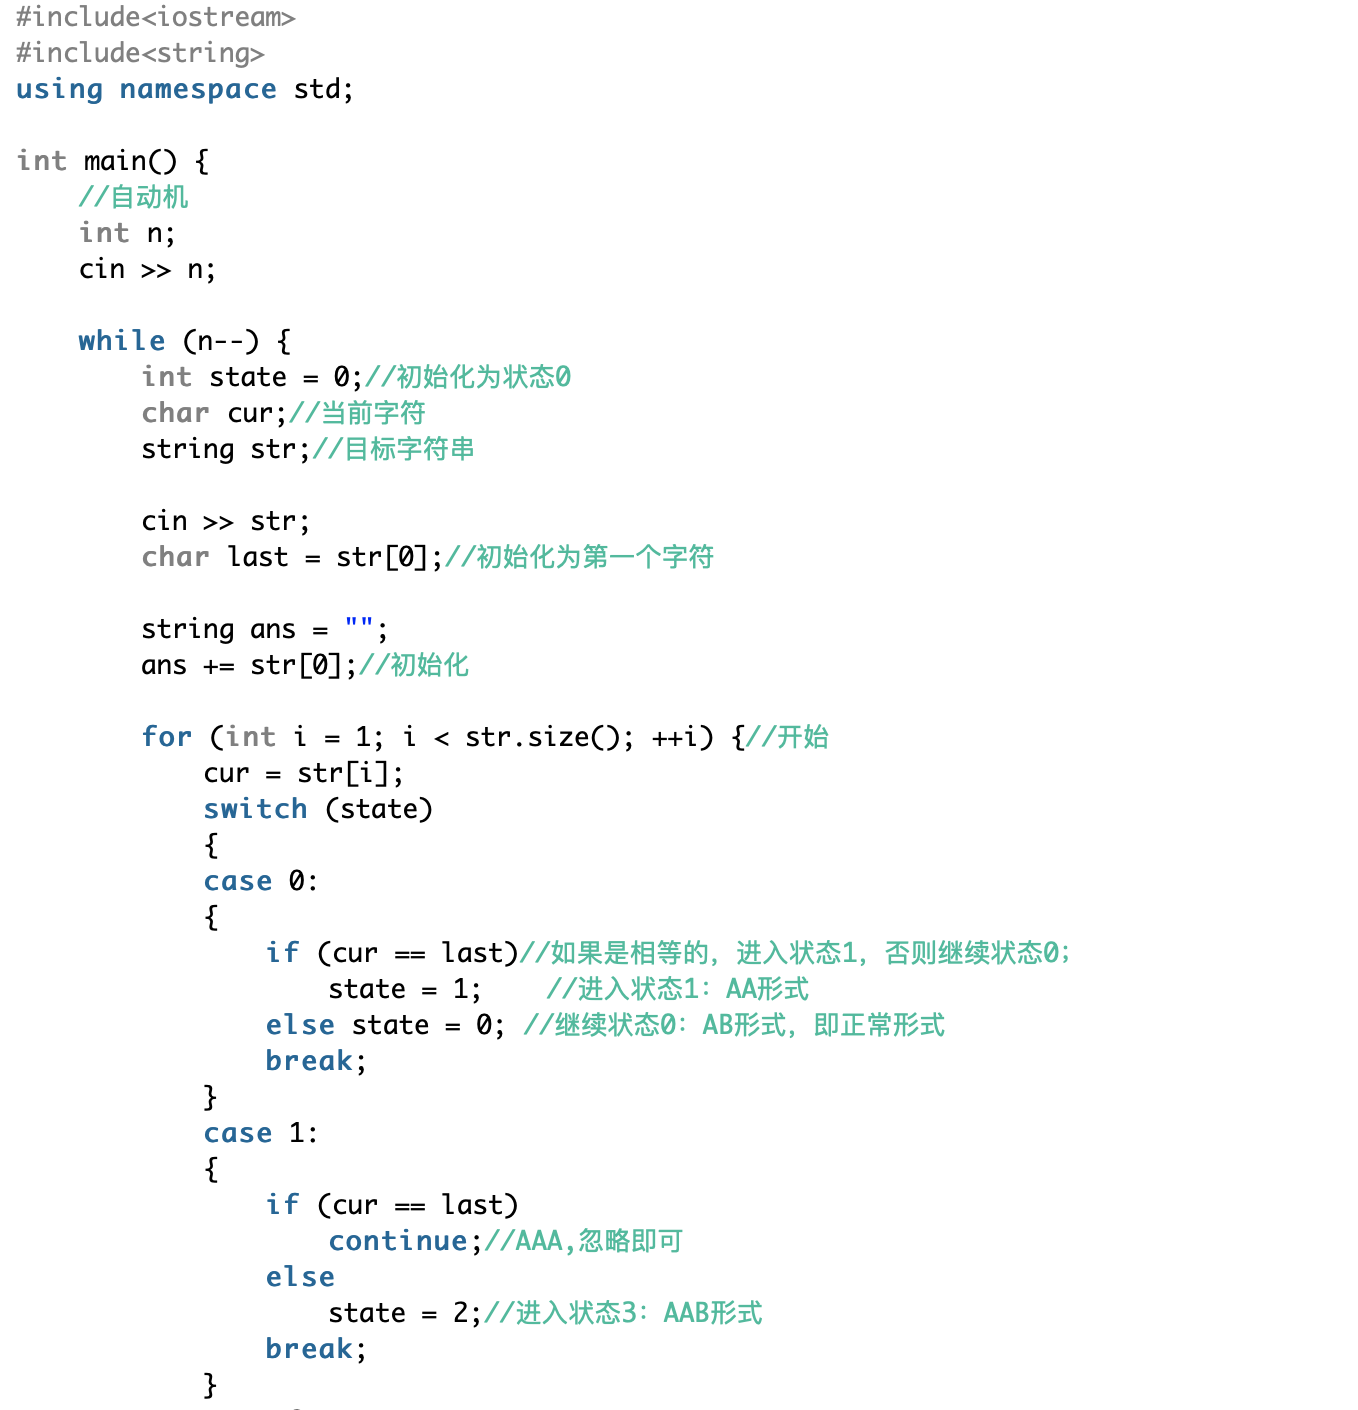 #include<iostream>
#include<string>
using namespace std;
int main() {
//自动机
int n;
cin >> n;
while (n--) {
int state = 0;//初始化为状态0
char cur;//当前字符
string str;//目标字符串
cin >> str;
char last = str[0];//初始化为第一个字符
string ans = "";
ans += str[0];//初始化
for (int i = 1; i < str.size(); ++i) {//开始
cur = str[i];
switch (state)
{
case 0:
{
if (cur == last)//如果是相等的，进入状态1，否则继续状态0；
state = 1;    //进入状态1：AA形式
else state = 0; //继续状态0：AB形式，即正常形式
break;
}
case 1:
{
if (cur == last)
continue;//AAA,忽略即可
else
state = 2;//进入状态3：AAB形式
break;
}